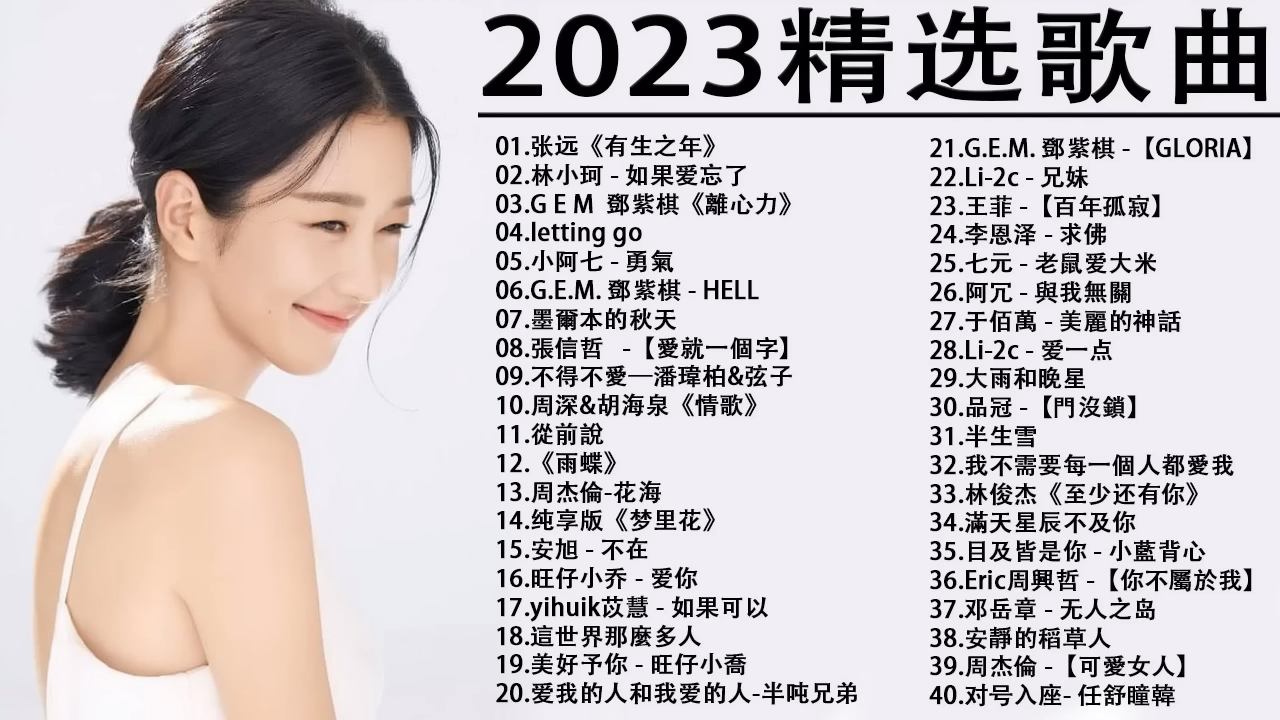 2023精选歌曲
01.张远《有生之年》
02.林小珂 - 如果爱忘了
03.G E M 鄧紫棋《離心力》
04.letting go
05.小阿七 - 勇氣
06.G.E.M. 鄧紫棋 - HELL
07.墨爾本的秋天
08.張信哲 -【愛就一個字】
09.不得不愛—潘瑋柏&弦子
10.周深&胡海泉《情歌》
11.從前說
12.《雨蝶》
13.周杰倫-花海
14.纯享版《梦里花》
15.安旭 - 不在
16.旺仔小乔 - 爱你
17.yihuik苡慧 - 如果可以
18.這世界那麼多人
19.美好予你 - 旺仔小喬
20.爱我的人和我爱的人-半吨兄弟
21.G.E.M. 鄧紫棋 -【GLORIA】
22.Li-2c - 兄妹
23.王菲 -【百年孤寂】
24.李恩泽 - 求佛
25.七元 - 老鼠爱大米
26.阿冗 - 與我無關
27.于佰萬 - 美麗的神話
28.Li-2c - 爱一点
29.大雨和晚星
30.品冠 -【門沒鎖】
31.半生雪
32.我不需要每一個人都愛我
33.林俊杰《至少还有你》
34.滿天星辰不及你
35.目及皆是你 - 小藍背心
36.Eric周興哲 -【你不屬於我】
37.邓岳章 - 无人之岛
38.安靜的稻草人
39.周杰倫 -【可愛女人】
40.对号入座- 任舒瞳韓